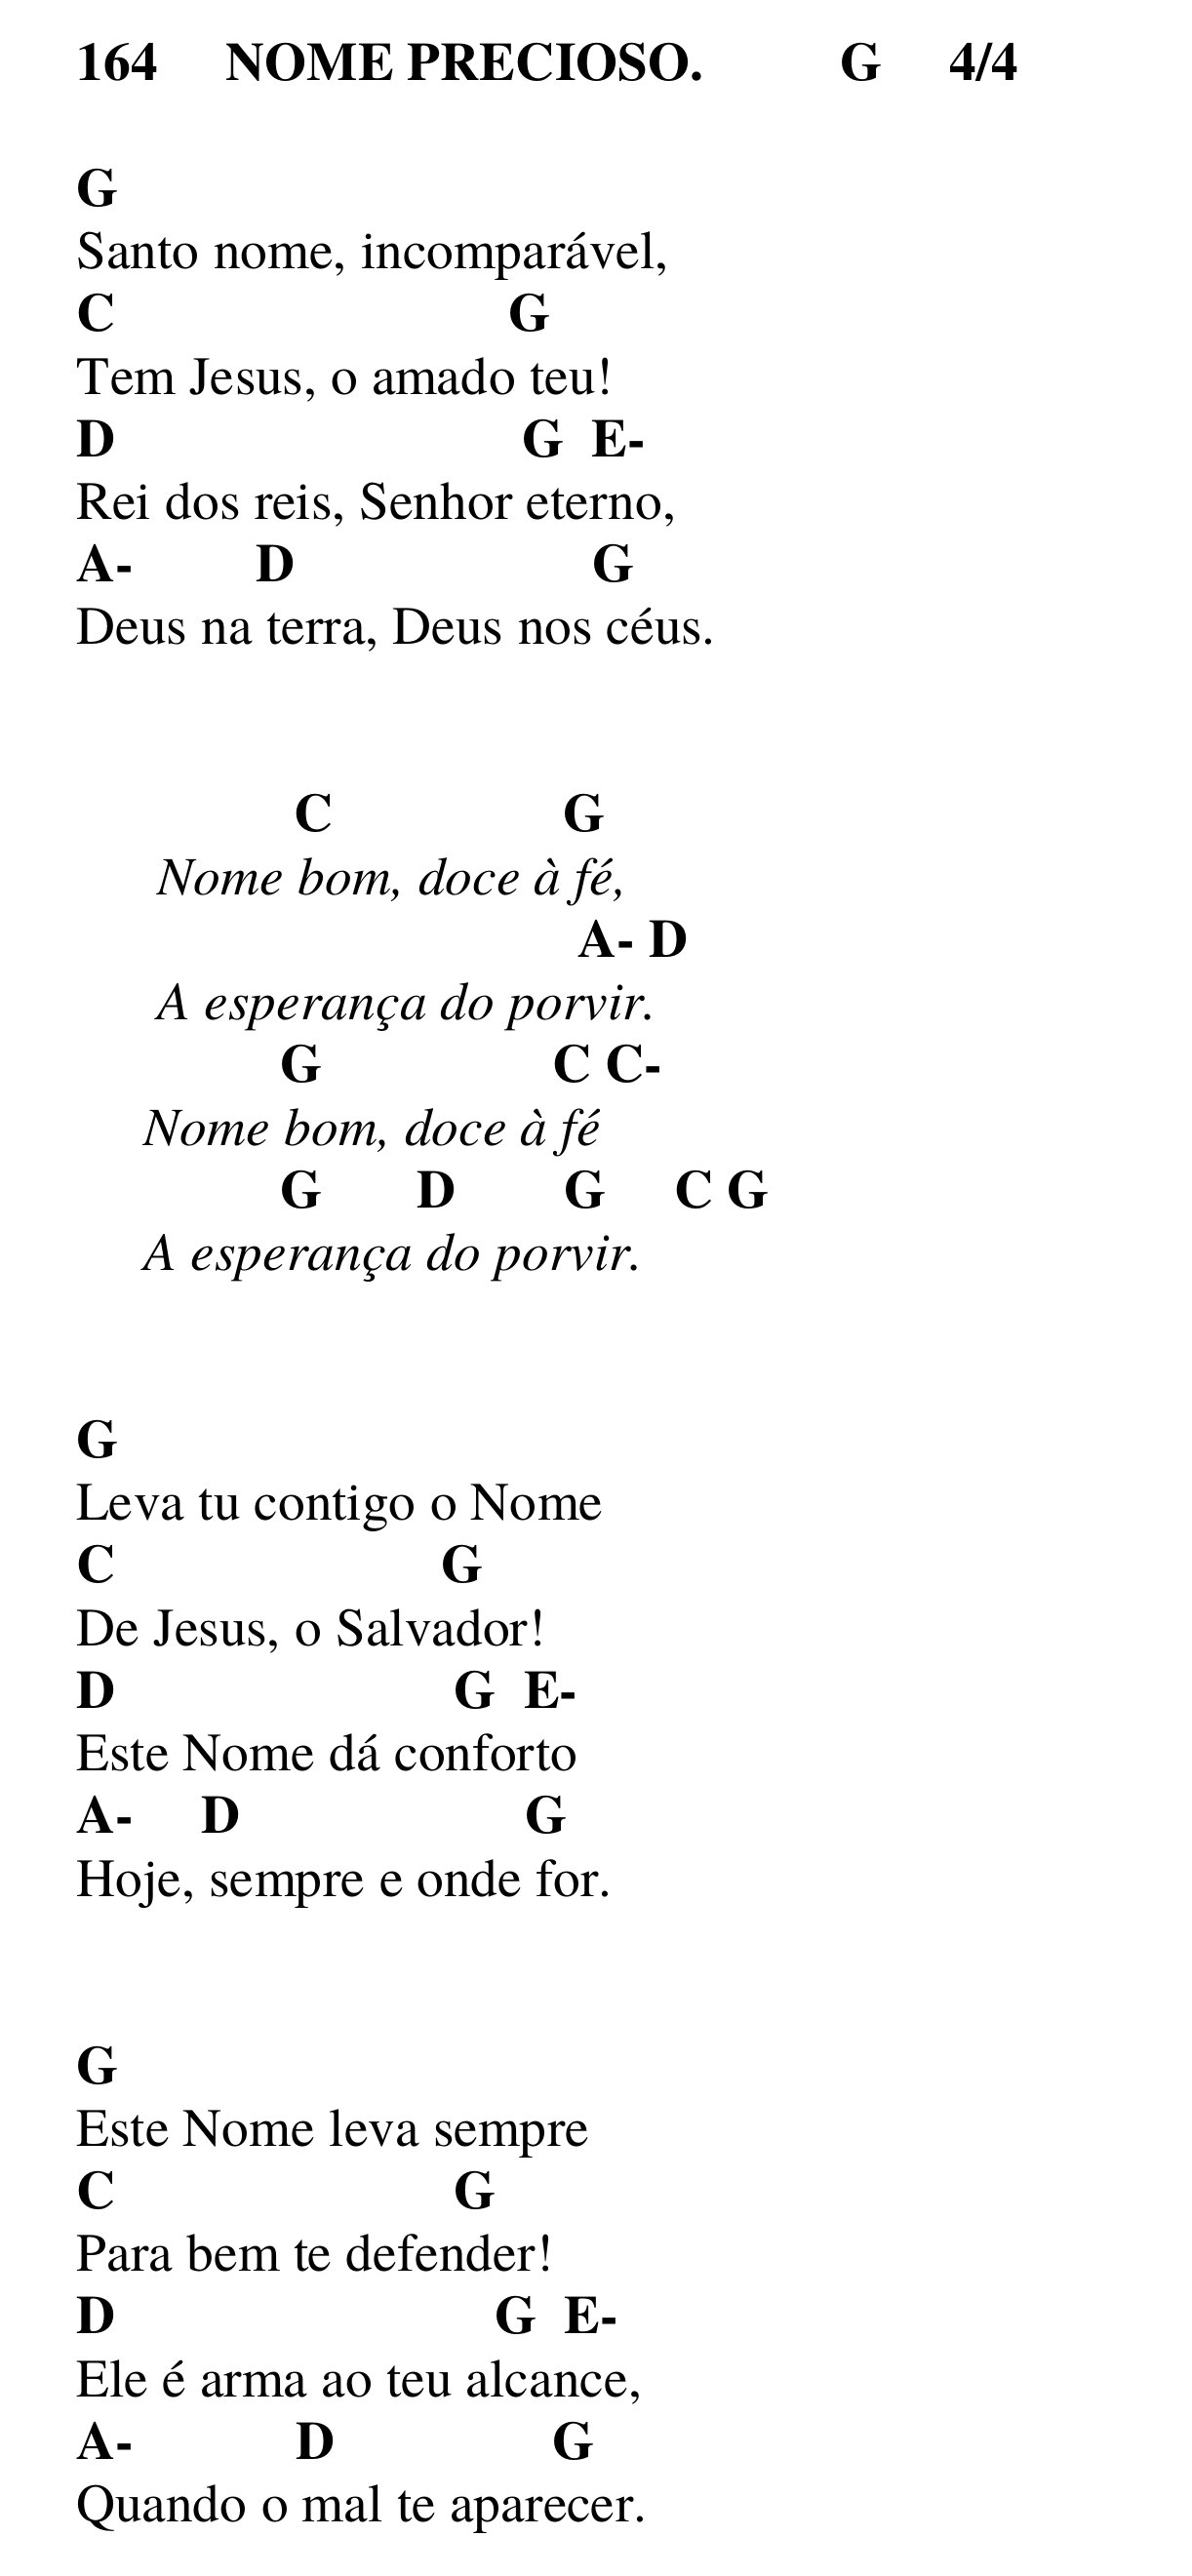 164 NOME PRECIOSO. G 4/4
G
Santo nome, incomparável,
C G
Tem Jesus, o amado teu!
D G E-
Rei dos reis, Senhor eterno,
A- D G
Deus na terra, Deus nos céus.
C G
Nome bom, doce à fé,
A- D
A esperança do porvir.
G C C-
Nome bom, doce à fé
G D G C G
A esperança do porvir.
G
Leva tu contigo o Nome
C G
De Jesus, o Salvador!
D G E-
Este Nome dá conforto
A- D G
Hoje, sempre e onde for.
G
Este Nome leva sempre
C G
Para bem te defender!
D G E-
Ele é arma ao teu alcance,
A- D G
Quando o mal te aparecer.